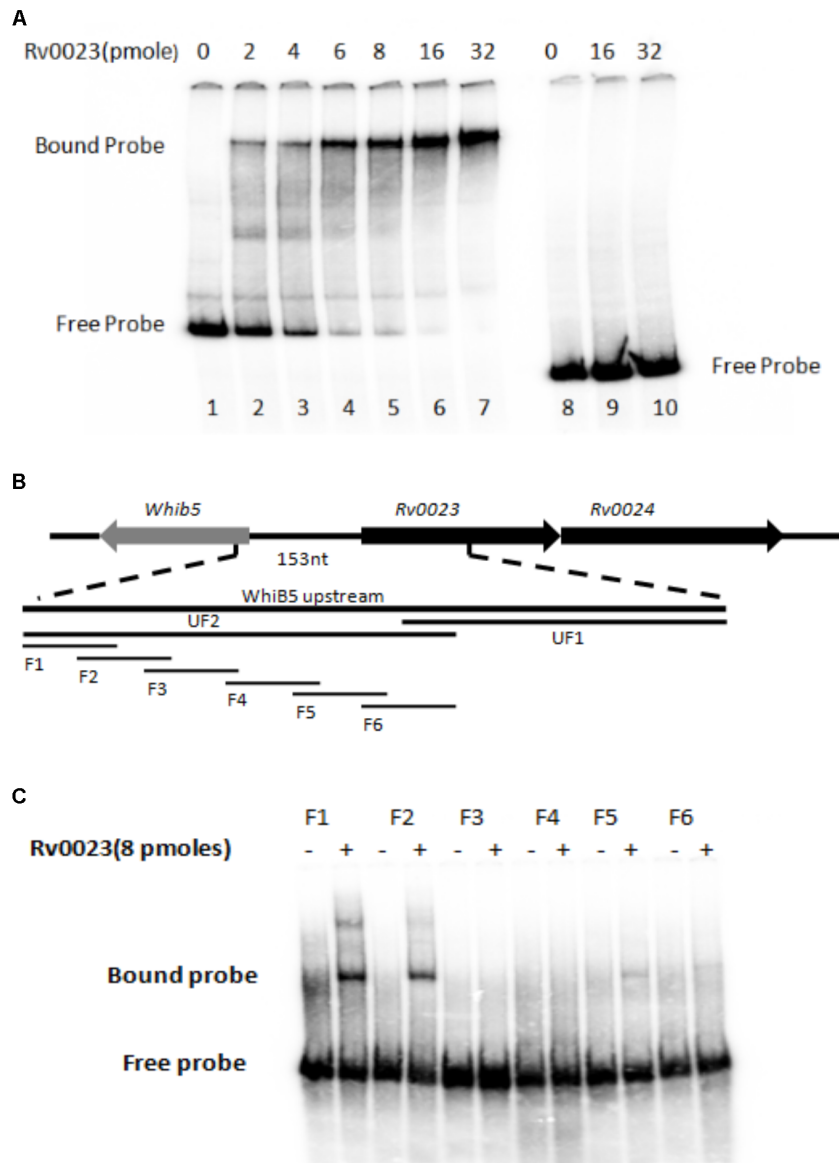 A
Rv0023(pmole) 0 2 4 6 8 16 32 0 16 32
Bound Probe
Free Probe
Free Probe
1 2 3 4 5 6 7 8 9 10
B
Whib5 Rv0023 Rv0024
153nt
WhiB5 upstream
UF2
UF1
F1
F2
F3
F4
F5
F6
C
F1 F2 F3 F4 F5 F6
Rv0023(8 pmoles) - + - + - + - + - + - +
Bound probe
Free probe